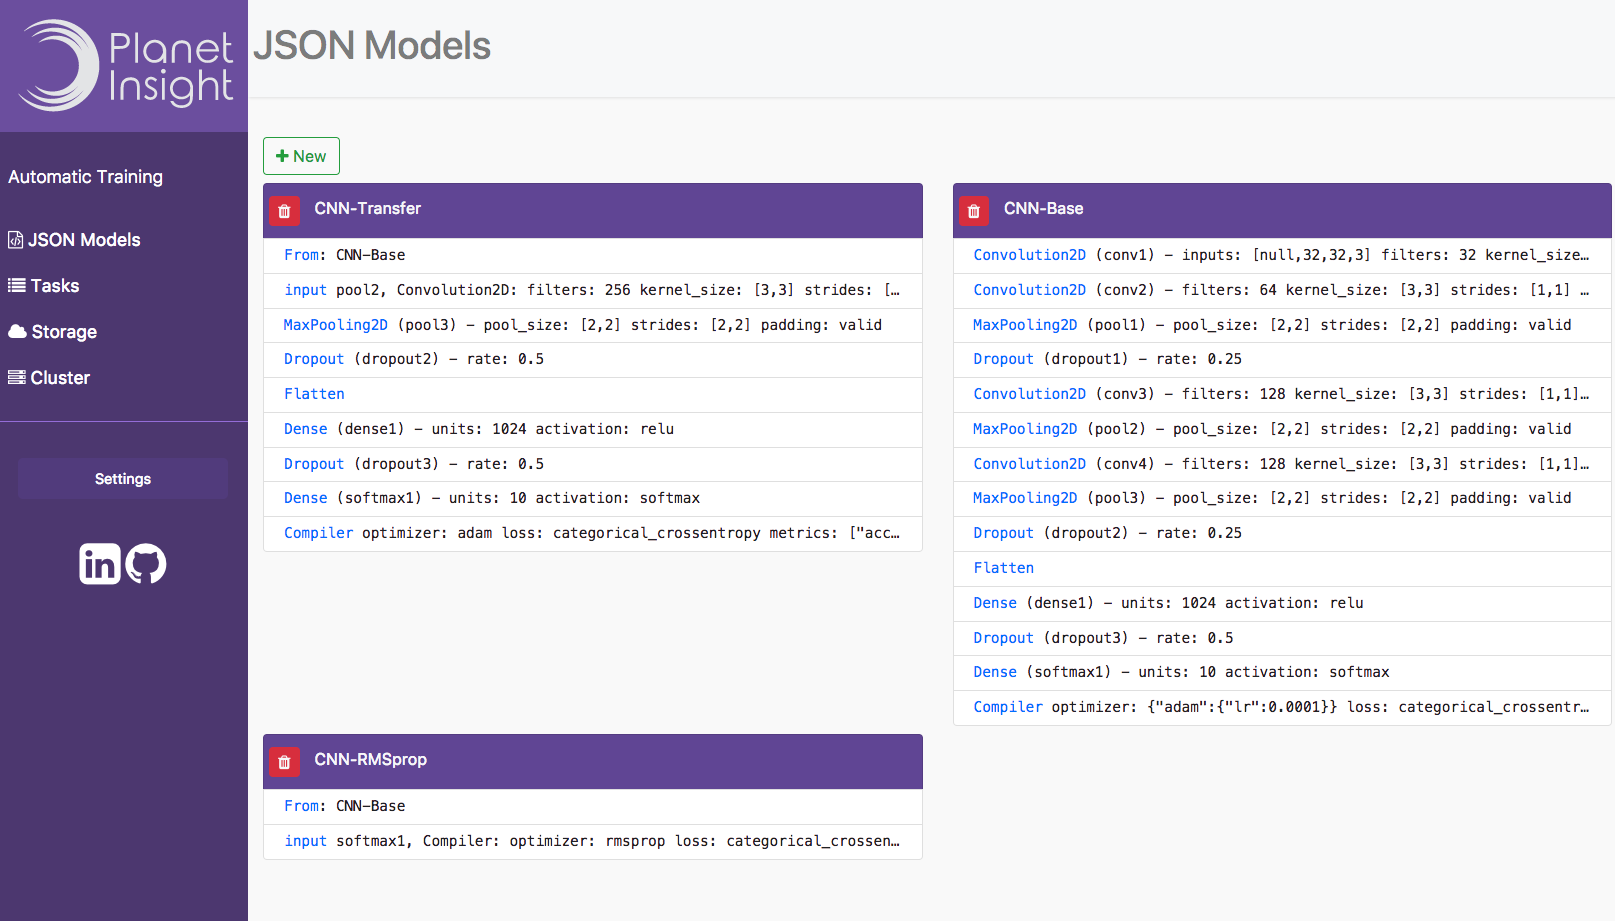 Planet
Insight
JSON Models
Automatic Training
JSON Models
Tasks
Storage
Cluster
Settings
in
New
CNN-Transfer
From: CNN-Base
input pool2, Convolution2D: filters: 256 kernel_size: [3,3] strides: […
MaxPooling2D (pool3) – pool_size: [2,2] strides: [2,2] padding: valid
Dropout (dropout2) – rate: 0.5
Flatten
Dense (dense1) – units: 1024 activation: relu
Dropout (dropout3) – rate: 0.5
Dense (softmax1) – units: 10 activation: softmax
Compiler optimizer: adam loss: categorical_crossentropy metrics: ["acc…
CNN-Base
Convolution2D (conv1) – inputs: [null,32,32,3] filters: 32 kernel_size…
Convolution2D (conv2) – filters: 64 kernel_size: [3,3] strides: [1,1] …
MaxPooling2D (pool1) – pool_size: [2,2] strides: [2,2] padding: valid
Dropout (dropout1) – rate: 0.25
Convolution2D (conv3) – filters: 128 kernel_size: [3,3] strides: [1,1]…
MaxPooling2D (pool2) – pool_size: [2,2] strides: [2,2] padding: valid
Convolution2D (conv4) – filters: 128 kernel_size: [3,3] strides: [1,1]…
MaxPooling2D (pool3) – pool_size: [2,2] strides: [2,2] padding: valid
Dropout (dropout2) – rate: 0.25
Flatten
Dense (dense1) – units: 1024 activation: relu
Dropout (dropout3) – rate: 0.5
Dense (softmax1) – units: 10 activation: softmax
Compiler optimizer: {"adam":{"lr":0.0001}} loss: categorical_crossentr…
CNN-RMSprop
From: CNN-Base
input softmax1, Compiler: optimizer: rmsprop loss: categorical_crossen…